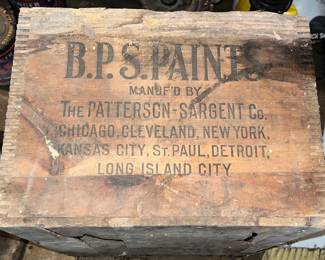 B.P.S. PAINTS
MANUF'D BY
THE PATTERSON-SARGENT CO.
CHICAGO, CLEVELAND, NEW YORK,
KANSAS CITY, ST. PAUL, DETROIT,
LONG ISLAND CITY